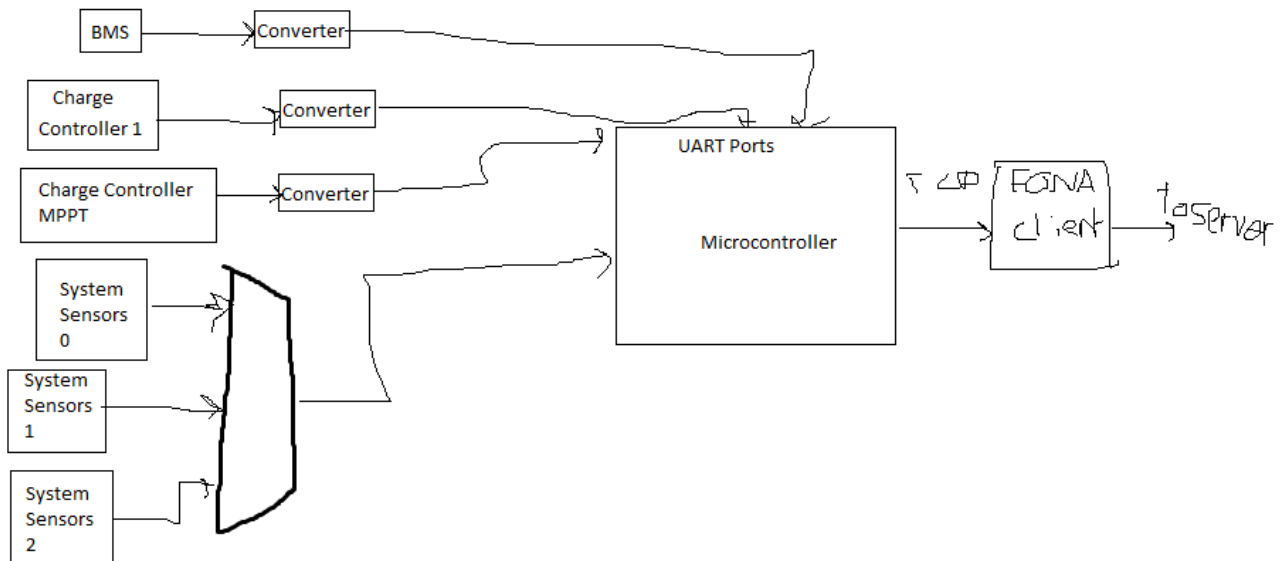 BMS
Converter
Charge
Controller 1
Converter
Charge Controller
MPPT
Converter
System
Sensors
0
System
Sensors
1
System
Sensors
2
UART Ports
Microcontroller
TCP
FONA
client
to server